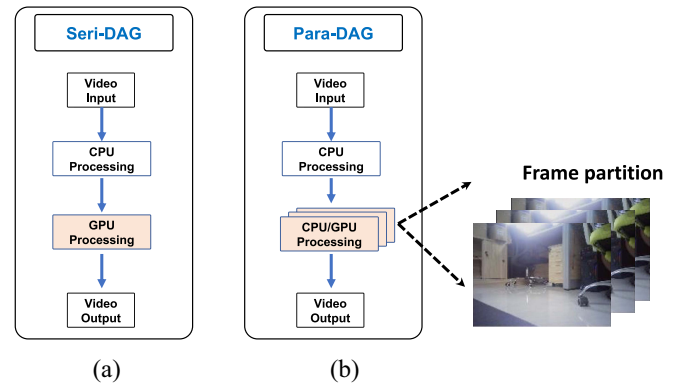 Seri-DAG
Video
Input
CPU
Processing
GPU
Processing
Video
Output
(a)
Para-DAG
Video
Input
CPU
Processing
CPU/GPU
Processing
Video
Output
(b)
Frame partition